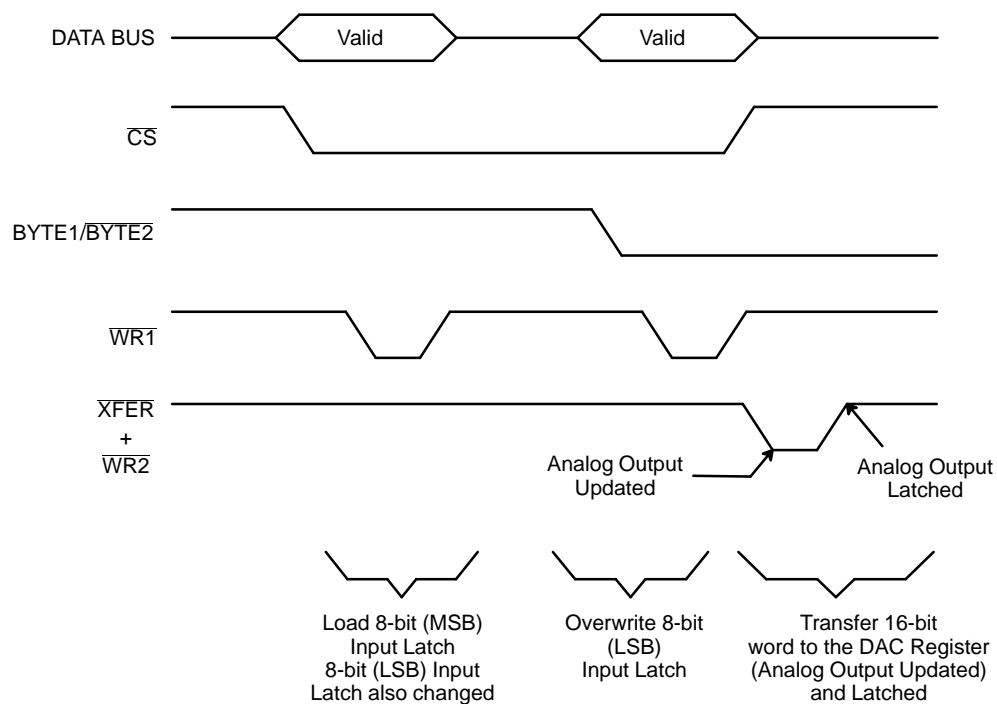 DATA BUS
Valid
Valid
CS
BYTE1/BYTE2
WR1
XFER
+
WR2
Analog Output
Updated
Analog Output
Latched
Load 8-bit (MSB)
Input Latch
8-bit (LSB) Input
Latch also changed
Overwrite 8-bit
(LSB)
Input Latch
Transfer 16-bit
word to the DAC Register
(Analog Output Updated)
and Latched